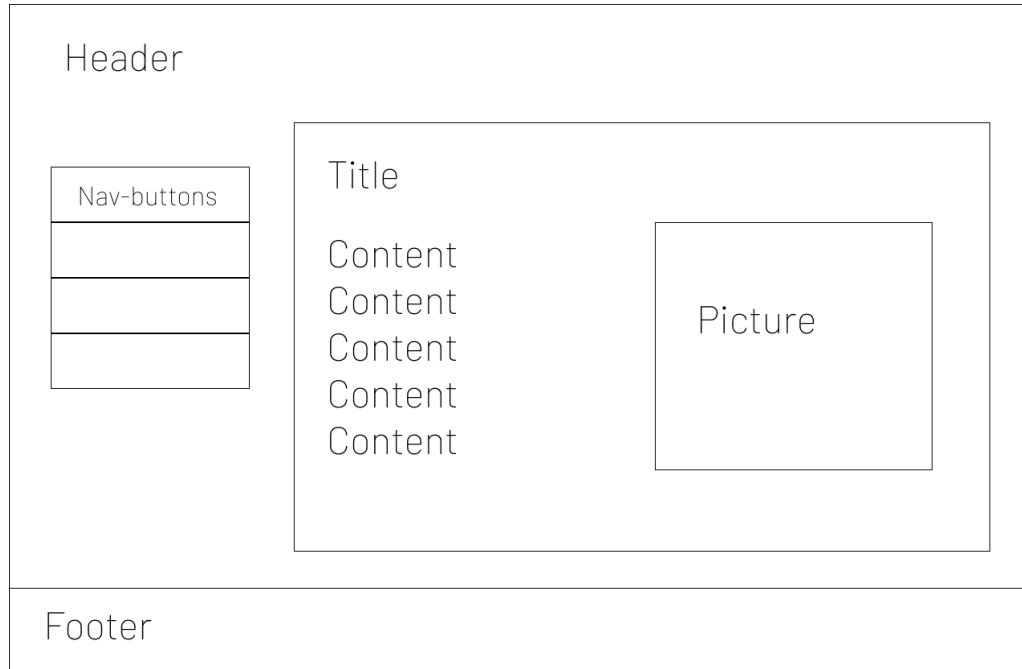 Header
Nav-buttons
Title
Content
Content
Content
Content
Content
Picture
Footer